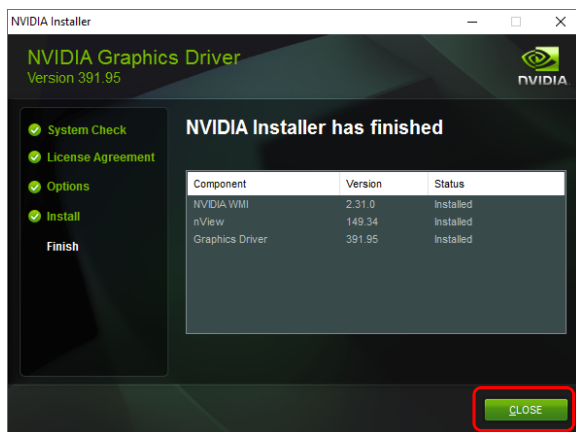 NVIDIA Installer
NVIDIA Graphics Driver
Version 391.95
NVIDIA
System Check
License Agreement
Options
Install
Finish
NVIDIA Installer has finished
Component Version Status
NVIDIA WMI 2.31.0 Installed
nView 149.34 Installed
Graphics Driver 391.95 Installed
CLOSE